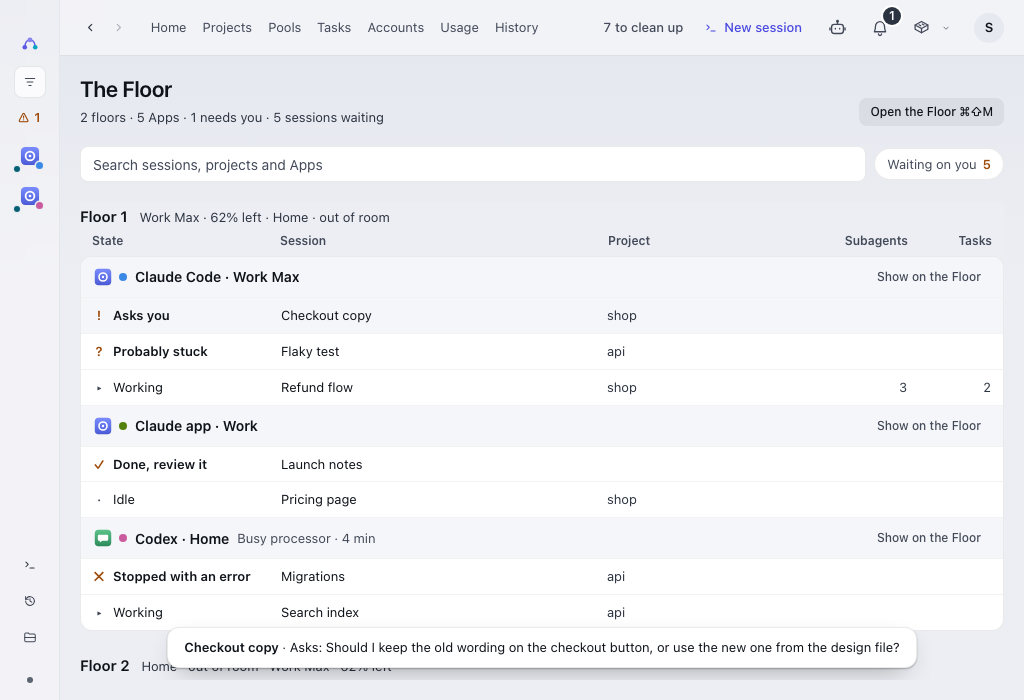 Home Projects Pools Tasks Accounts Usage History 7 to clean up New session 1 S
1
The Floor
2 floors · 5 Apps · 1 needs you · 5 sessions waiting
Open the Floor ⌘⇧M
Search sessions, projects and Apps
Waiting on you 5
Floor 1 Work Max · 62% left · Home · out of room
State Session Project Subagents Tasks
Claude Code · Work Max Show on the Floor
! Asks you Checkout copy shop
? Probably stuck Flaky test api
▸ Working Refund flow shop 3 2
Claude app · Work Show on the Floor
✓ Done, review it Launch notes
· Idle Pricing page shop
Codex · Home Busy processor · 4 min Show on the Floor
✕ Stopped with an error Migrations api
▸ Working Search index api
Checkout copy · Asks: Should I keep the old wording on the checkout button, or use the new one from the design file?
Floor 2 Home · out of room · Work Max · 62% left